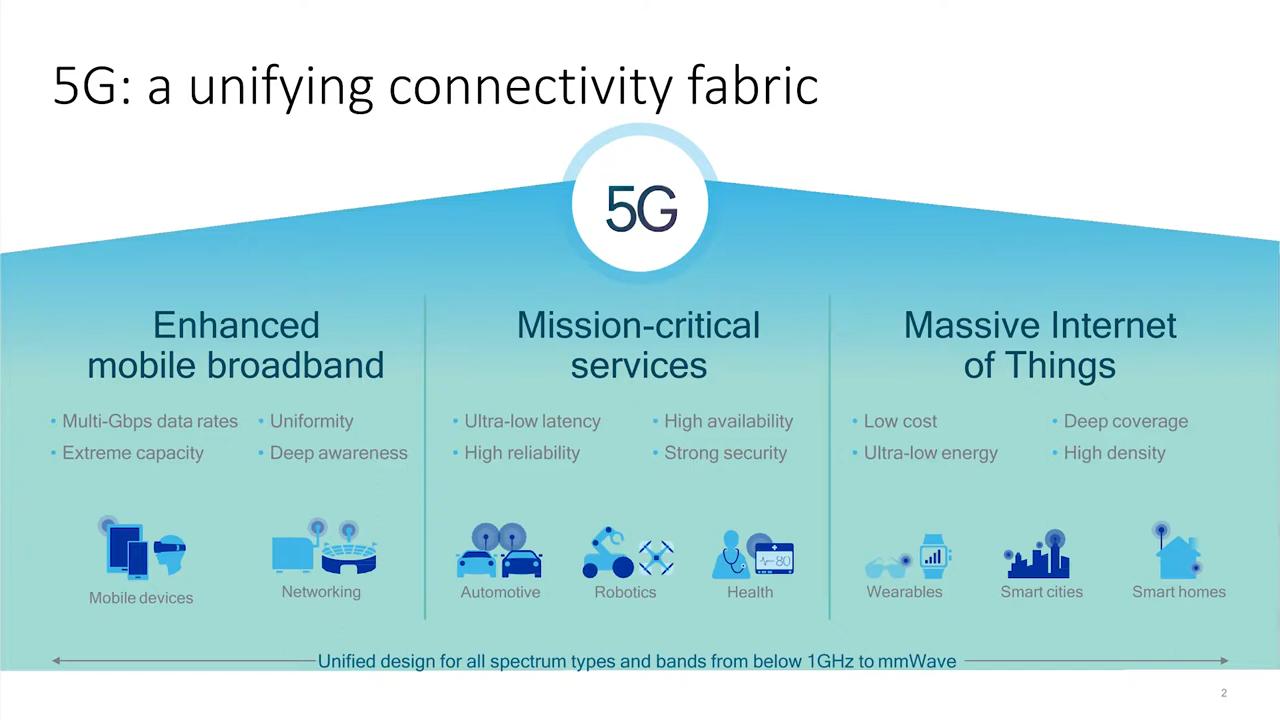 5G: a unifying connectivity fabric
5G
Enhanced
mobile broadband
• Multi-Gbps data rates
• Uniformity
• Extreme capacity
• Deep awareness
Mobile devices
Networking
Mission-critical
services
• Ultra-low latency
• High availability
• High reliability
• Strong security
80
Automotive
Robotics
Health
Massive Internet
of Things
• Low cost
• Deep coverage
• Ultra-low energy
• High density
Wearables
Smart cities
Smart homes
Unified design for all spectrum types and bands from below 1GHz to mmWave
2